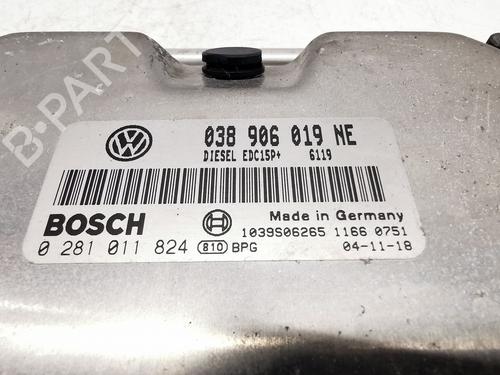 B-PARTS
038 906 019 NE
DIESEL EDC15P+ 6119
BOSCH
Made in Germany
1039S06265 1166 0751
0 281 011 824 810 BPG 04-11-18